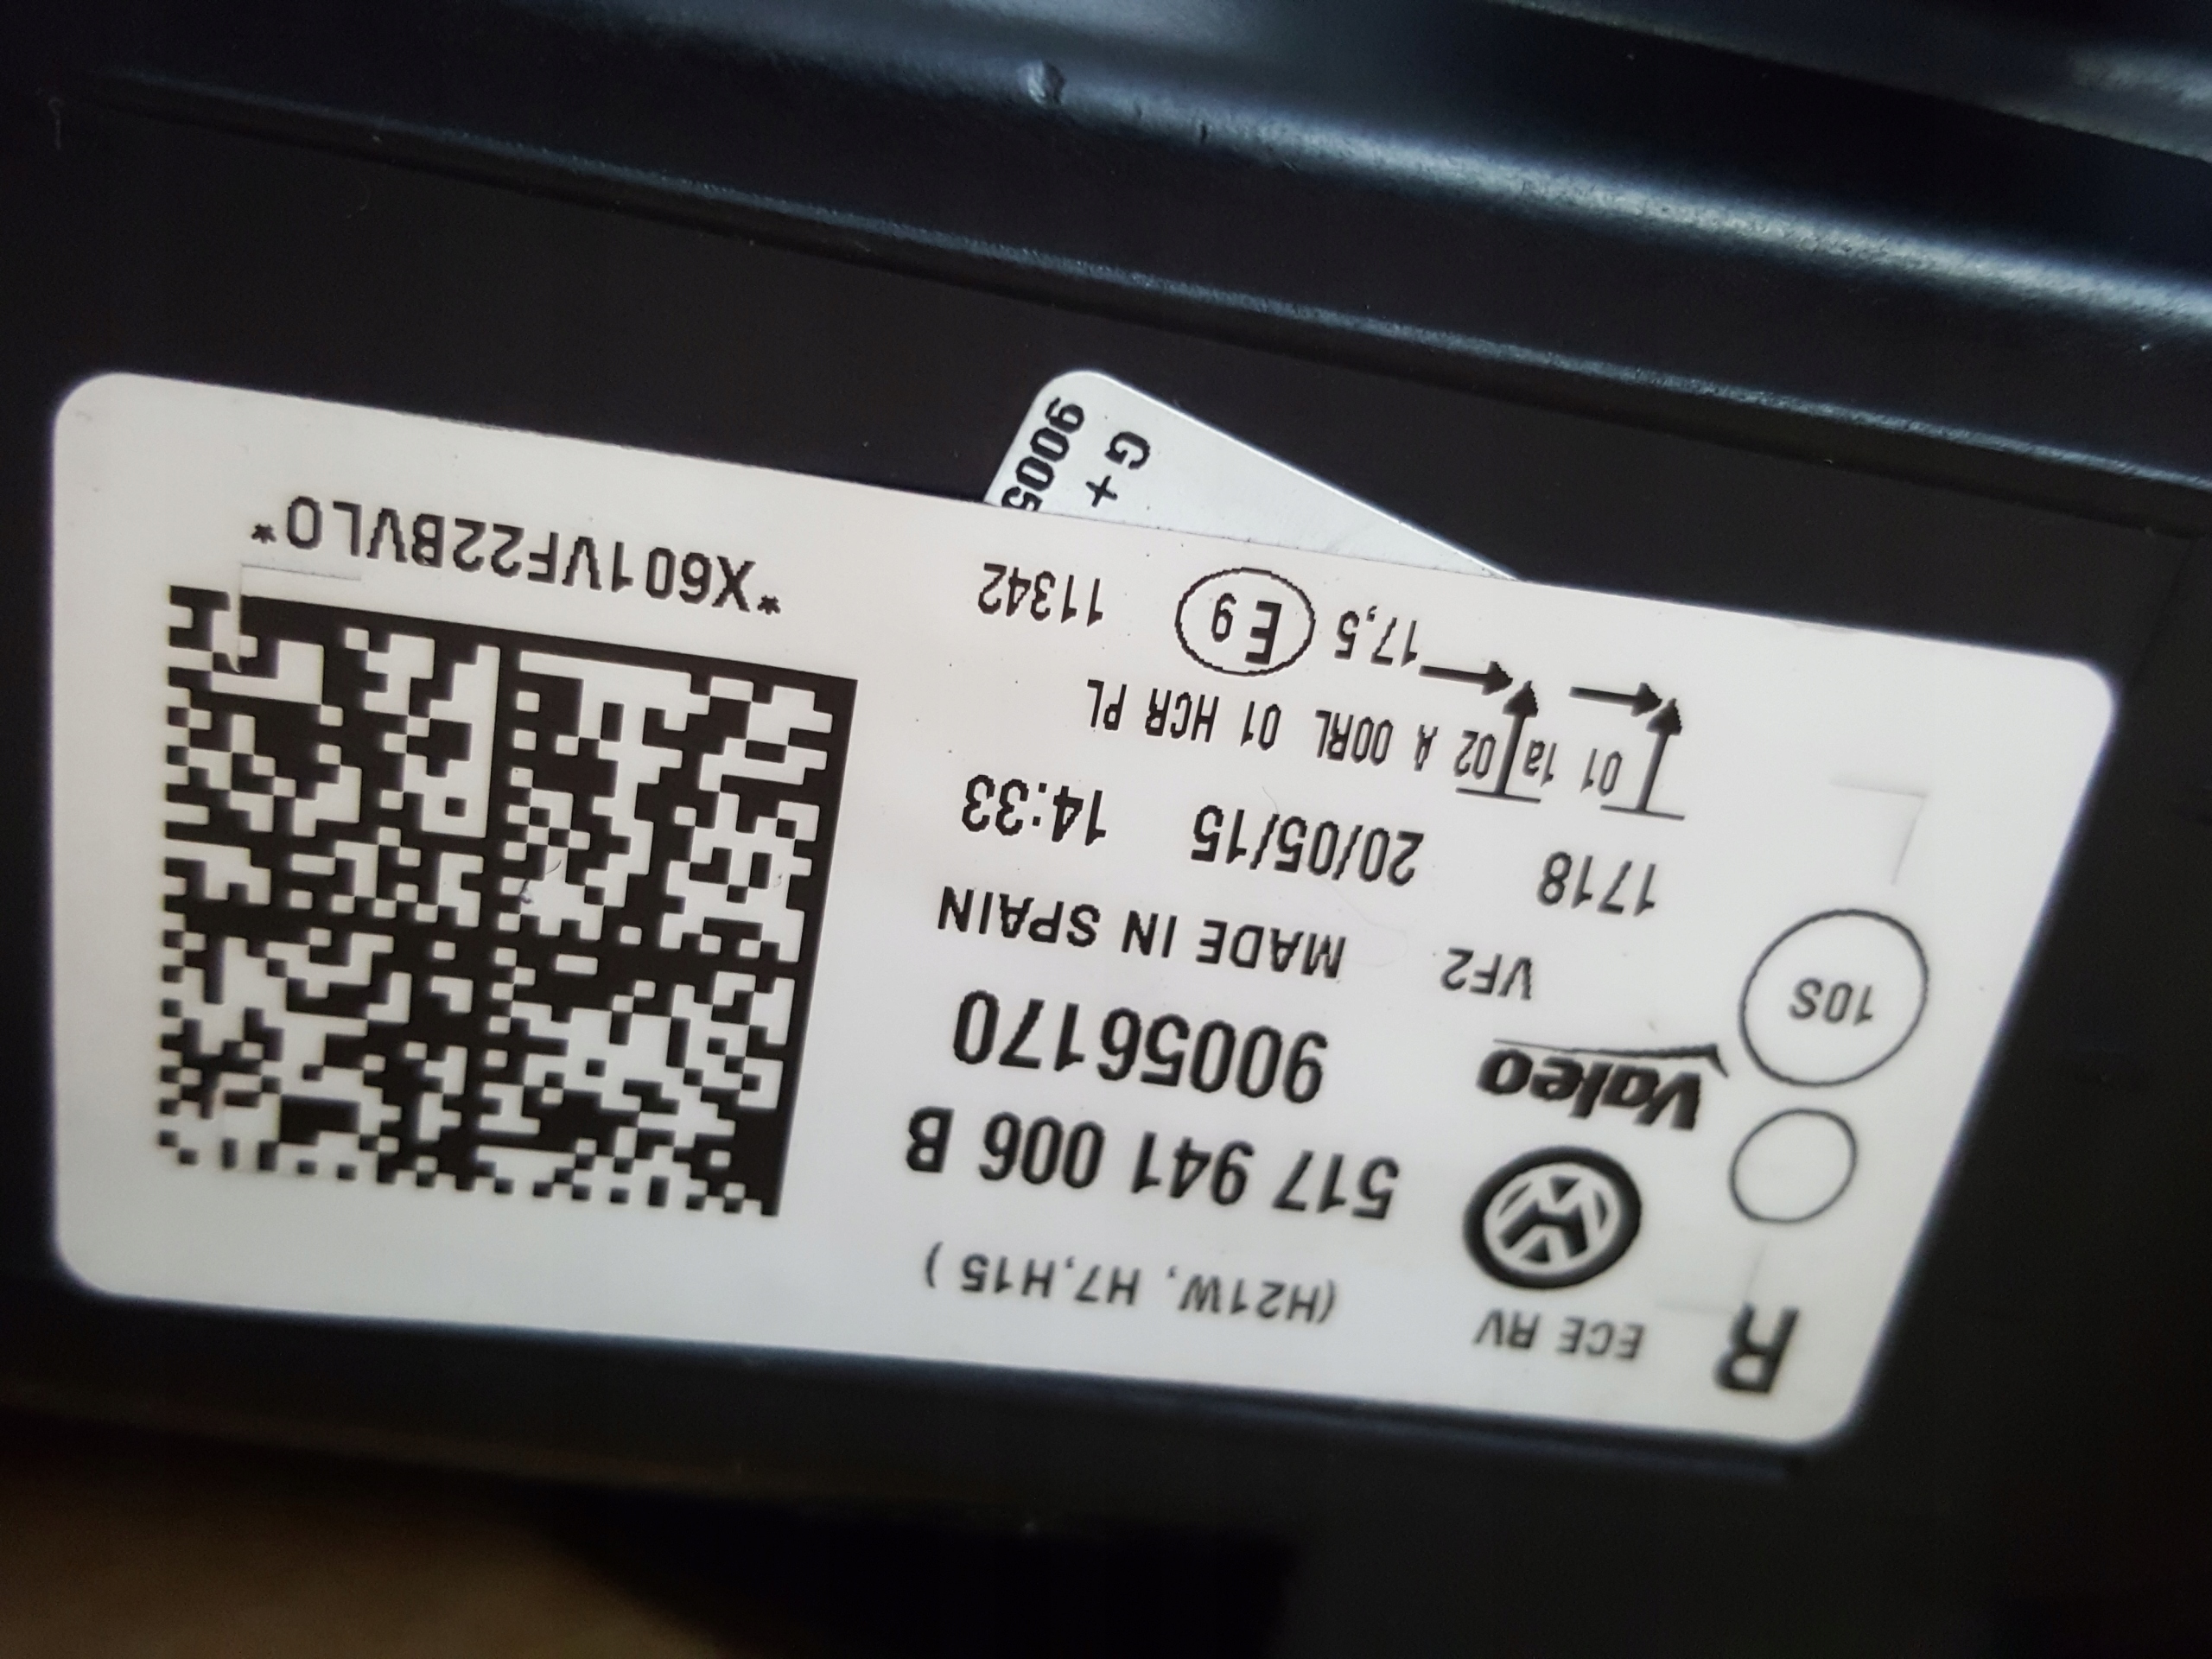 R ECE RV (H21W, H7,H15 )
517 941 006 B
Valeo 90056170
10S VF2 MADE IN SPAIN
1718 20/05/15 14:33
01 1a 02 A 00RL 01 HCR PL
17,5 E9 11342
*X601VF22BVL0*
G+
9005